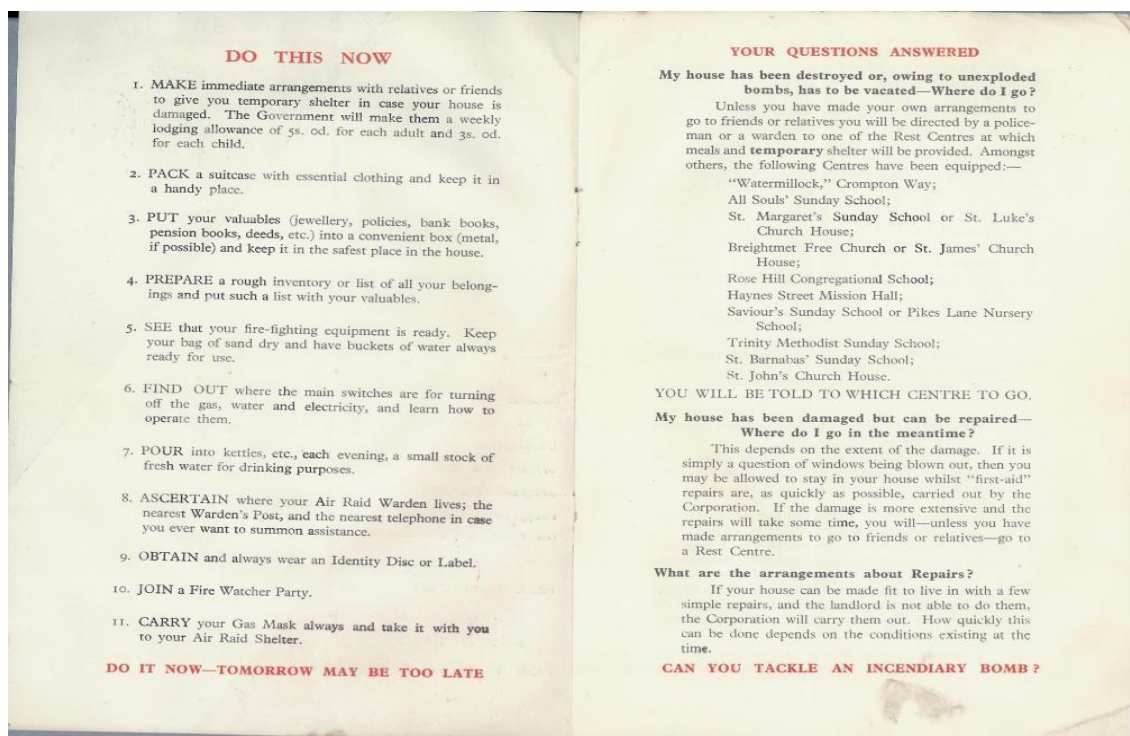 DO THIS NOW
1. MAKE immediate arrangements with relatives or friends
to give you temporary shelter in case your house is
damaged. The Government will make them a weekly
lodging allowance of 5s. od. for each adult and 3s. od.
for each child.
2. PACK a suitcase with essential clothing and keep it in
a handy place.
3. PUT your valuables (jewellery, policies, bank books,
pension books, deeds, etc.) into a convenient box (metal,
if possible) and keep it in the safest place in the house.
4. PREPARE a rough inventory or list of all your belong-
ings and put such a list with your valuables.
5. SEE that your fire-fighting equipment is ready. Keep
your bag of sand dry and have buckets of water always
ready for use.
6. FIND OUT where the main switches are for turning
off the gas, water and electricity, and learn how to
operate them.
7. POUR into kettles, etc., each evening, a small stock of
fresh water for drinking purposes.
8. ASCERTAIN where your Air Raid Warden lives; the
nearest Warden's Post, and the nearest telephone in case
you ever want to summon assistance.
9. OBTAIN and always wear an Identity Disc or Label.
10. JOIN a Fire Watcher Party.
11. CARRY your Gas Mask always and take it with you
to your Air Raid Shelter.
DO IT NOW—TOMORROW MAY BE TOO LATE
YOUR QUESTIONS ANSWERED
My house has been destroyed or, owing to unexploded
bombs, has to be vacated—Where do I go?
Unless you have made your own arrangements to
go to friends or relatives you will be directed by a police-
man or a warden to one of the Rest Centres at which
meals and temporary shelter will be provided. Amongst
others, the following Centres have been equipped:—
"Watermillock," Crompton Way;
All Souls' Sunday School;
St. Margaret's Sunday School or St. Luke's
Church House;
Breightmet Free Church or St. James' Church
House;
Rose Hill Congregational School;
Haynes Street Mission Hall;
Saviour's Sunday School or Pikes Lane Nursery
School;
Trinity Methodist Sunday School;
St. Barnabas' Sunday School;
St. John's Church House.
YOU WILL BE TOLD TO WHICH CENTRE TO GO.
My house has been damaged but can be repaired—
Where do I go in the meantime?
This depends on the extent of the damage. If it is
simply a question of windows being blown out, then you
may be allowed to stay in your house whilst "first-aid"
repairs are, as quickly as possible, carried out by the
Corporation. If the damage is more extensive and the
repairs will take some time, you will—unless you have
made arrangements to go to friends or relatives—go to
a Rest Centre.
What are the arrangements about Repairs?
If your house can be made fit to live in with a few
simple repairs, and the landlord is not able to do them,
the Corporation will carry them out. How quickly this
can be done depends on the conditions existing at the
time.
CAN YOU TACKLE AN INCENDIARY BOMB?